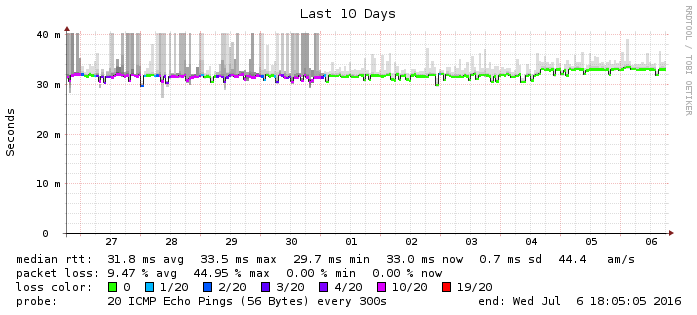 Last 10 Days
RRDTOOL / TOBI OETIKER
Seconds
40 m
30 m
20 m
10 m
0
27 28 29 30 01 02 03 04 05 06
median rtt: 31.8 ms avg 33.5 ms max 29.7 ms min 33.0 ms now 0.7 ms sd 44.4 am/s
packet loss: 9.47 % avg 44.95 % max 0.00 % min 0.00 % now
loss color: 0 1/20 2/20 3/20 4/20 10/20 19/20
probe: 20 ICMP Echo Pings (56 Bytes) every 300s end: Wed Jul 6 18:05:05 2016